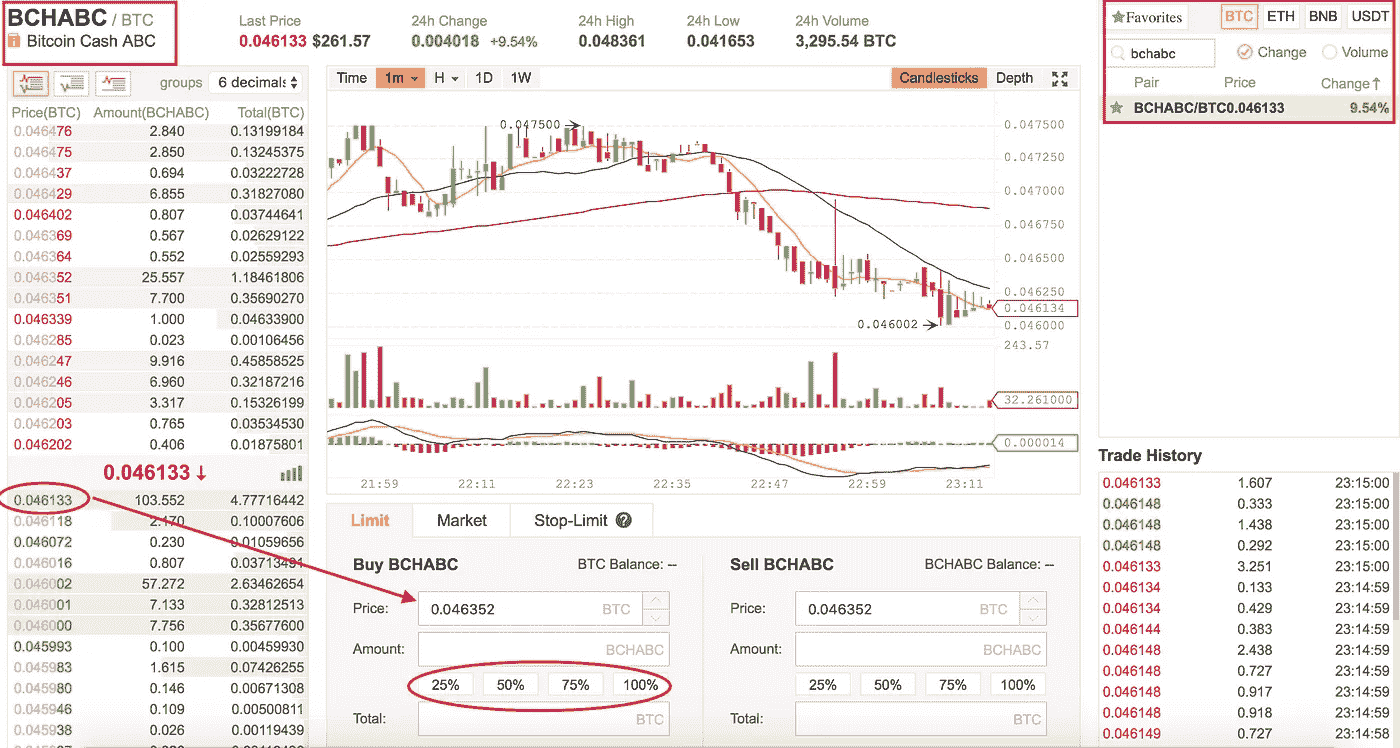 BCHABC / BTC
Bitcoin Cash ABC
Last Price
0.046133 $261.57
24h Change
0.004018 +9.54%
24h High
0.048361
24h Low
0.041653
24h Volume
3,295.54 BTC
groups 6 decimals
Price(BTC) Amount(BCHABC) Total(BTC)
0.046476 2.840 0.13199184
0.046475 2.850 0.13245375
0.046437 0.694 0.03222728
0.046429 6.855 0.31827080
0.046402 0.807 0.03744641
0.046369 0.567 0.02629122
0.046364 0.552 0.02559293
0.046352 25.557 1.18461806
0.046351 7.700 0.35690270
0.046339 1.000 0.04633900
0.046285 0.023 0.00106456
0.046247 9.916 0.45858525
0.046246 6.960 0.32187216
0.046205 3.317 0.15326199
0.046203 0.765 0.03534530
0.046202 0.406 0.01875801
0.046133↓
0.046133 103.552 4.77716442
0.046118 2.170 0.10007606
0.046072 0.230 0.01059656
0.046016 0.807 0.03713491
0.046002 57.272 2.63462654
0.046001 7.133 0.32812513
0.046000 7.756 0.35677600
0.045993 0.100 0.00459930
0.045983 1.615 0.07426255
0.045980 0.146 0.00671308
0.045946 0.109 0.00500811
0.045938 0.026 0.00119439
Time 1m H 1D 1W
Candlesticks Depth
0.047500
0.047500
0.047250
0.047000
0.046750
0.046500
0.046250
0.046134
0.046002
0.046000
243.57
32.261000
0.000014
21:59 22:11 22:23 22:35 22:47 22:59 23:11
Limit Market Stop-Limit ?
Buy BCHABC BTC Balance: --
Price: 0.046352 BTC
Amount: BCHABC
25% 50% 75% 100%
Total: BTC
Sell BCHABC BCHABC Balance: --
Price: 0.046352 BTC
Amount: BCHABC
25% 50% 75% 100%
Total: BTC
Favorites BTC ETH BNB USDT
bchabc Change Volume
Pair Price Change↑
BCHABC/BTC 0.046133 9.54%
Trade History
0.046133 1.607 23:15:00
0.046148 0.333 23:15:00
0.046148 1.438 23:15:00
0.046148 0.292 23:15:00
0.046133 3.251 23:15:00
0.046134 0.133 23:14:59
0.046134 0.429 23:14:59
0.046144 0.383 23:14:59
0.046148 2.438 23:14:59
0.046148 0.727 23:14:59
0.046148 0.917 23:14:59
0.046148 0.918 23:14:59
0.046149 0.727 23:14:58